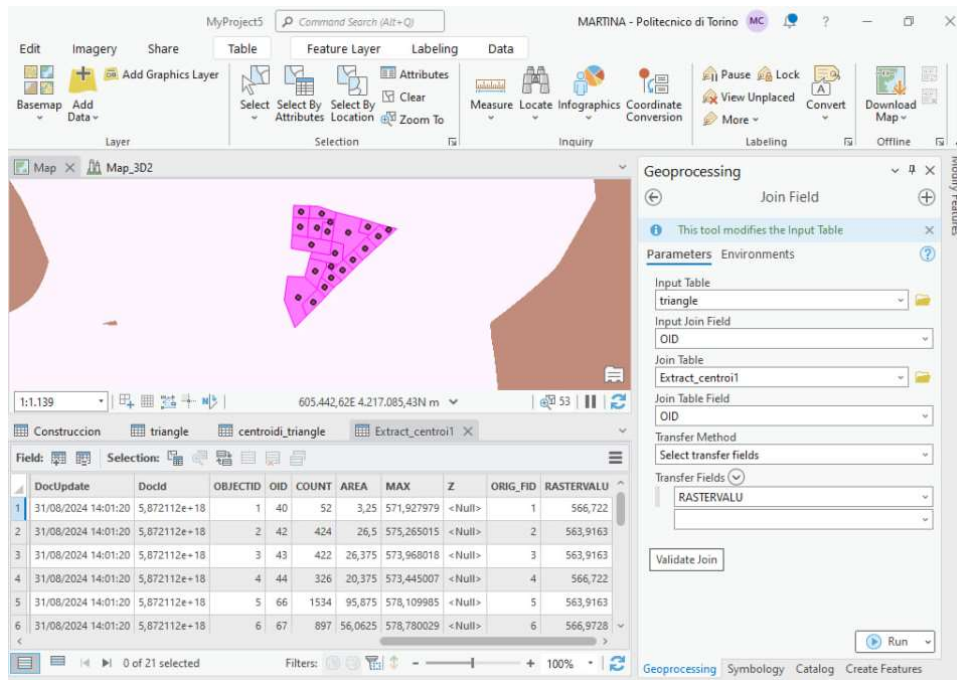 MyProject5 Command Search (Alt+Q) MARTINA - Politecnico di Torino MC ?
Edit Imagery Share Table Feature Layer Labeling Data
Basemap Add Data Add Graphics Layer
Select Select By Attributes Select By Location Attributes Clear Zoom To
Measure Locate Infographics Coordinate Conversion
Pause Lock View Unplaced More Convert
Download Map
Layer Selection Inquiry Labeling Offline
Map Map_3D2
1:1.139 605.442,62E 4.217.085,43N m 53
Construccion triangle centroidi_triangle Extract_centroi1
Field: Selection:
DocUpdate DocId OBJECTID OID COUNT AREA MAX Z ORIG_FID RASTERVALU
1 31/08/2024 14:01:20 5,872112e+18 1 40 52 3,25 571,927979 <Null> 1 566,722
2 31/08/2024 14:01:20 5,872112e+18 2 42 424 26,5 575,265015 <Null> 2 563,9163
3 31/08/2024 14:01:20 5,872112e+18 3 43 422 26,375 573,968018 <Null> 3 563,9163
4 31/08/2024 14:01:20 5,872112e+18 4 44 326 20,375 573,445007 <Null> 4 566,722
5 31/08/2024 14:01:20 5,872112e+18 5 66 1534 95,875 578,109985 <Null> 5 563,9163
6 31/08/2024 14:01:20 5,872112e+18 6 67 897 56,0625 578,780029 <Null> 6 566,9728
0 of 21 selected Filters: 100%
Geoprocessing
Join Field
This tool modifies the Input Table
Parameters Environments
Input Table
triangle
Input Join Field
OID
Join Table
Extract_centroi1
Join Table Field
OID
Transfer Method
Select transfer fields
Transfer Fields
RASTERVALU
Validate Join
Run
Geoprocessing Symbology Catalog Create Features
Modify Features